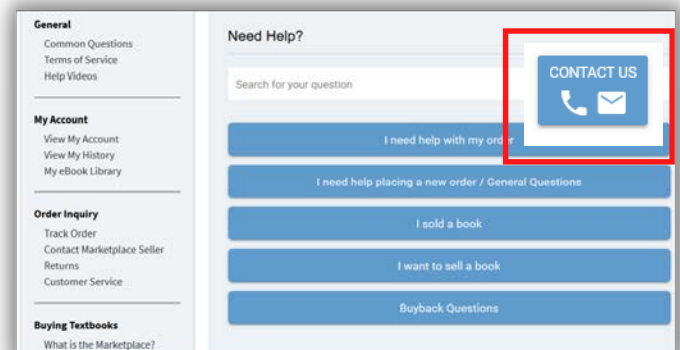 General
Common Questions
Terms of Service
Help Videos
My Account
View My Account
View My History
My eBook Library
Order Inquiry
Track Order
Contact Marketplace Seller
Returns
Customer Service
Buying Textbooks
What is the Marketplace?
Need Help?
Search for your question
CONTACT US
I need help with my order
I need help placing a new order / General Questions
I sold a book
I want to sell a book
Buyback Questions